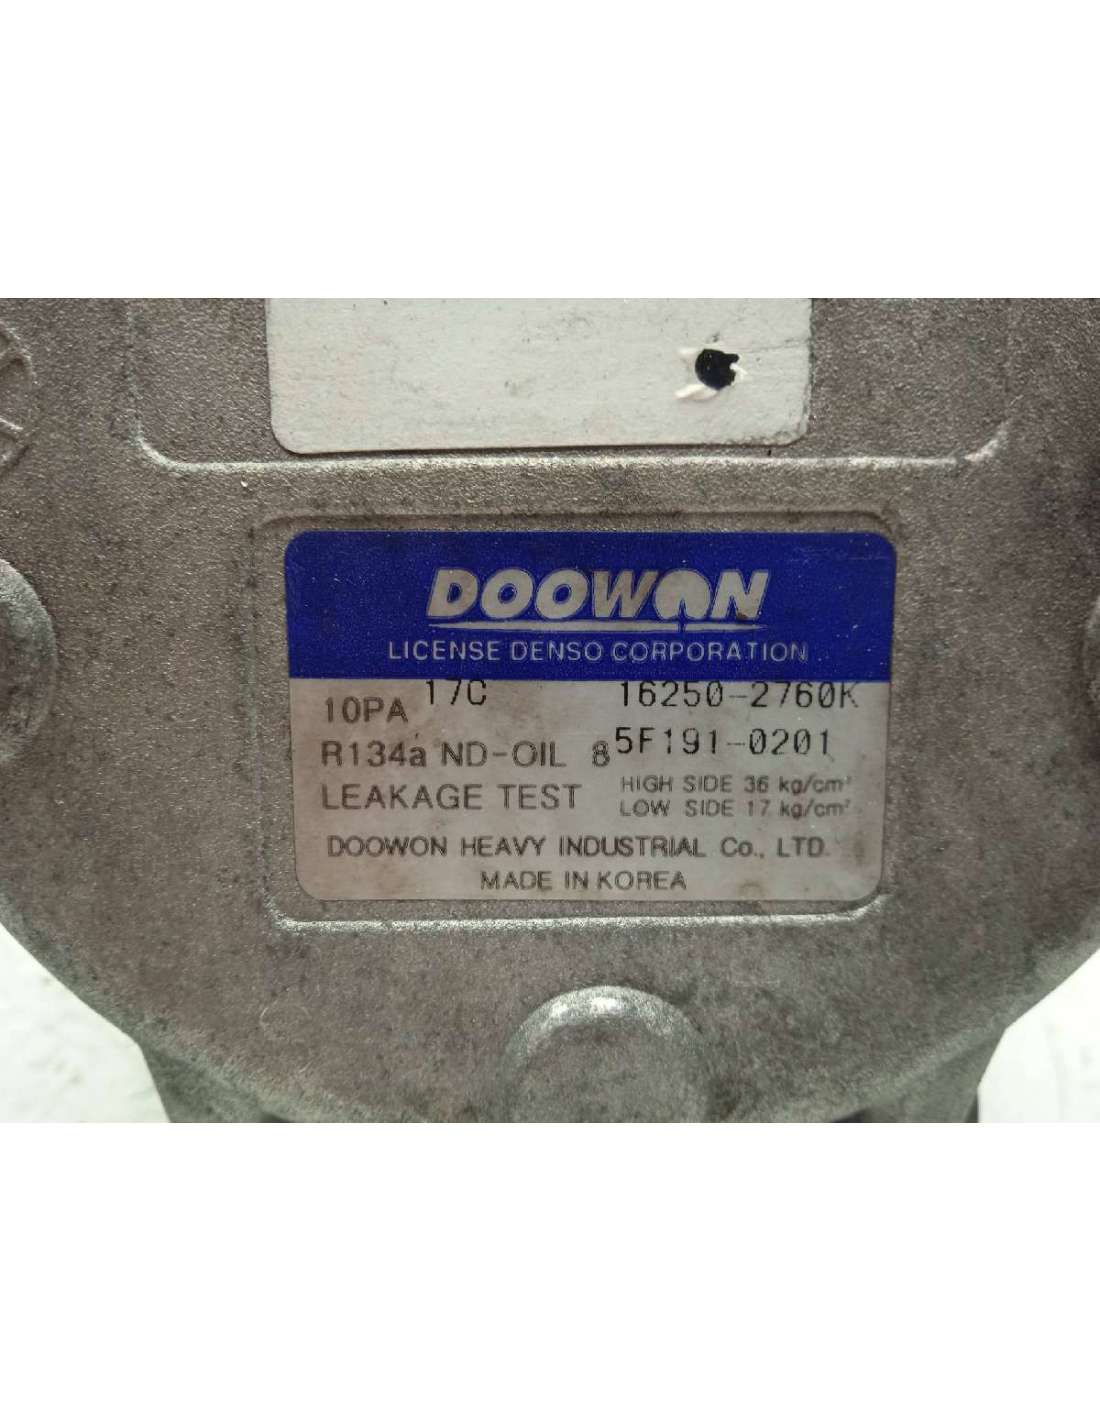 DOOWON
LICENSE DENSO CORPORATION
10PA 17C 16250-2760K
R134a ND-OIL 8 5F191-0201
LEAKAGE TEST HIGH SIDE 36 kg/cm²
LOW SIDE 17 kg/cm²
DOOWON HEAVY INDUSTRIAL Co., LTD.
MADE IN KOREA